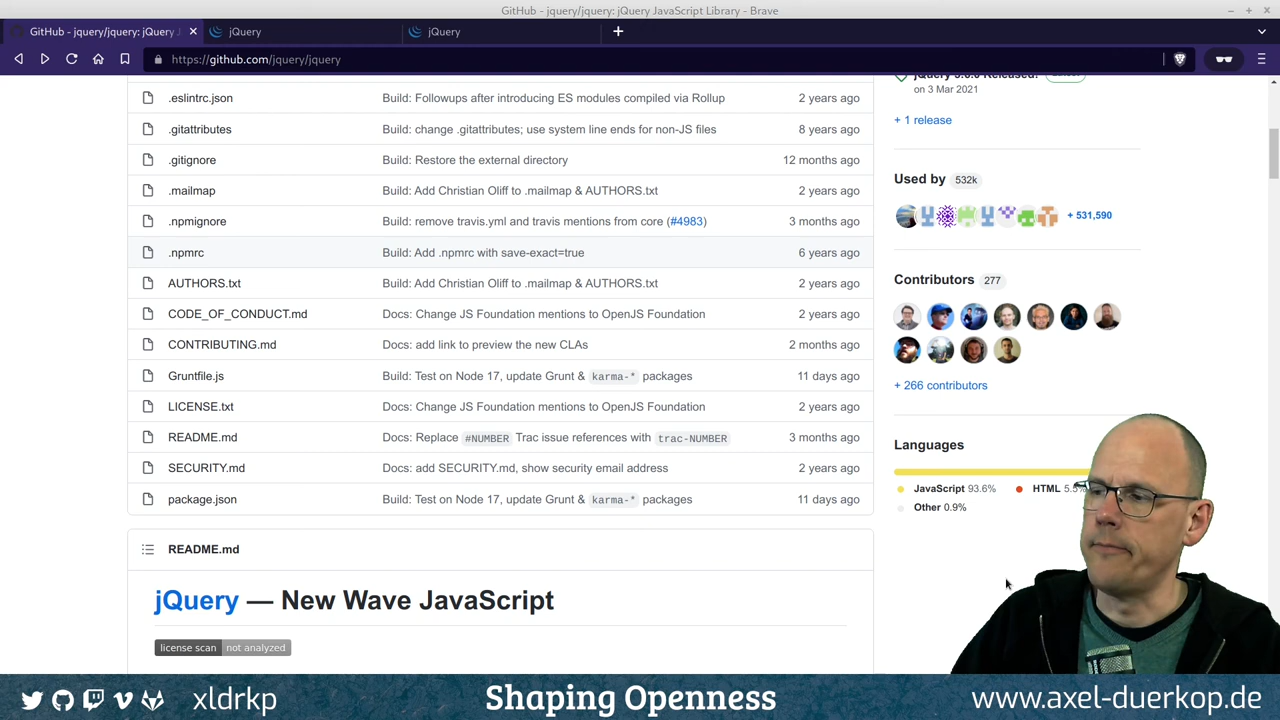 GitHub - jquery/jquery: jQuery JavaScript Library - Brave
GitHub - jquery/jquery: jQuery J
jQuery
jQuery
https://github.com/jquery/jquery
.eslintrc.json Build: Followups after introducing ES modules compiled via Rollup 2 years ago
.gitattributes Build: change .gitattributes; use system line ends for non-JS files 8 years ago
.gitignore Build: Restore the external directory 12 months ago
.mailmap Build: Add Christian Oliff to .mailmap & AUTHORS.txt 2 years ago
.npmignore Build: remove travis.yml and travis mentions from core (#4983) 3 months ago
.npmrc Build: Add .npmrc with save-exact=true 6 years ago
AUTHORS.txt Build: Add Christian Oliff to .mailmap & AUTHORS.txt 2 years ago
CODE_OF_CONDUCT.md Docs: Change JS Foundation mentions to OpenJS Foundation 2 years ago
CONTRIBUTING.md Docs: add link to preview the new CLAs 2 months ago
Gruntfile.js Build: Test on Node 17, update Grunt & karma-* packages 11 days ago
LICENSE.txt Docs: Change JS Foundation mentions to OpenJS Foundation 2 years ago
README.md Docs: Replace #NUMBER Trac issue references with trac-NUMBER 3 months ago
SECURITY.md Docs: add SECURITY.md, show security email address 2 years ago
package.json Build: Test on Node 17, update Grunt & karma-* packages 11 days ago
README.md
jQuery — New Wave JavaScript
license scan not analyzed
on 3 Mar 2021
+ 1 release
Used by 532k
+ 531,590
Contributors 277
+ 266 contributors
Languages
JavaScript 93.6% HTML
Other 0.9%
xldrkp
Shaping Openness
www.axel-duerkop.de